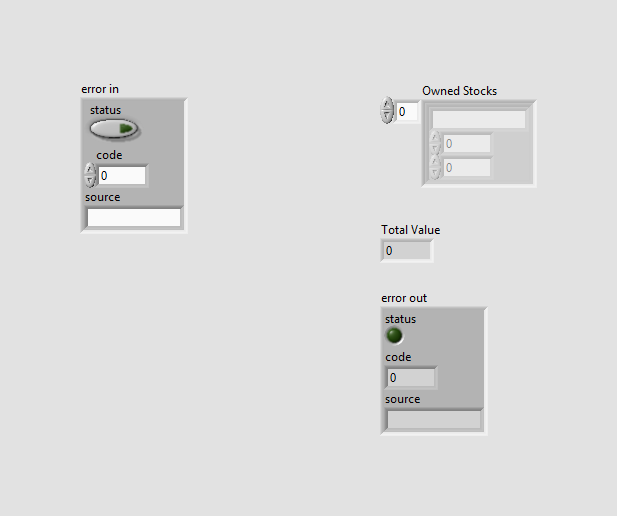 error in
status
code
0
source
Owned Stocks
0
0
0
Total Value
0
error out
status
code
0
source